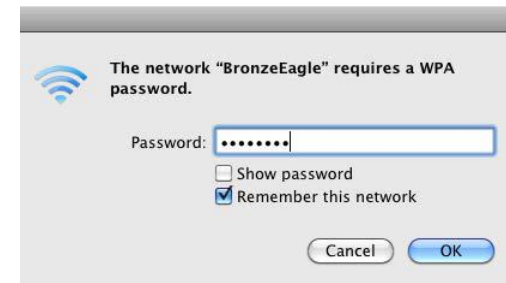 The network “BronzeEagle” requires a WPA
password.
Password: ••••••••
Show password
Remember this network
Cancel OK